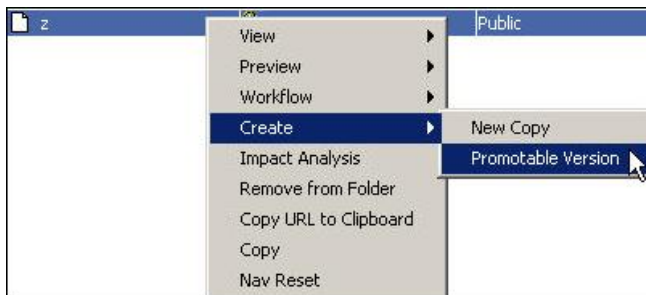 z Public
View
Preview
Workflow
Create
New Copy
Impact Analysis
Promotable Version
Remove from Folder
Copy URL to Clipboard
Copy
Nav Reset